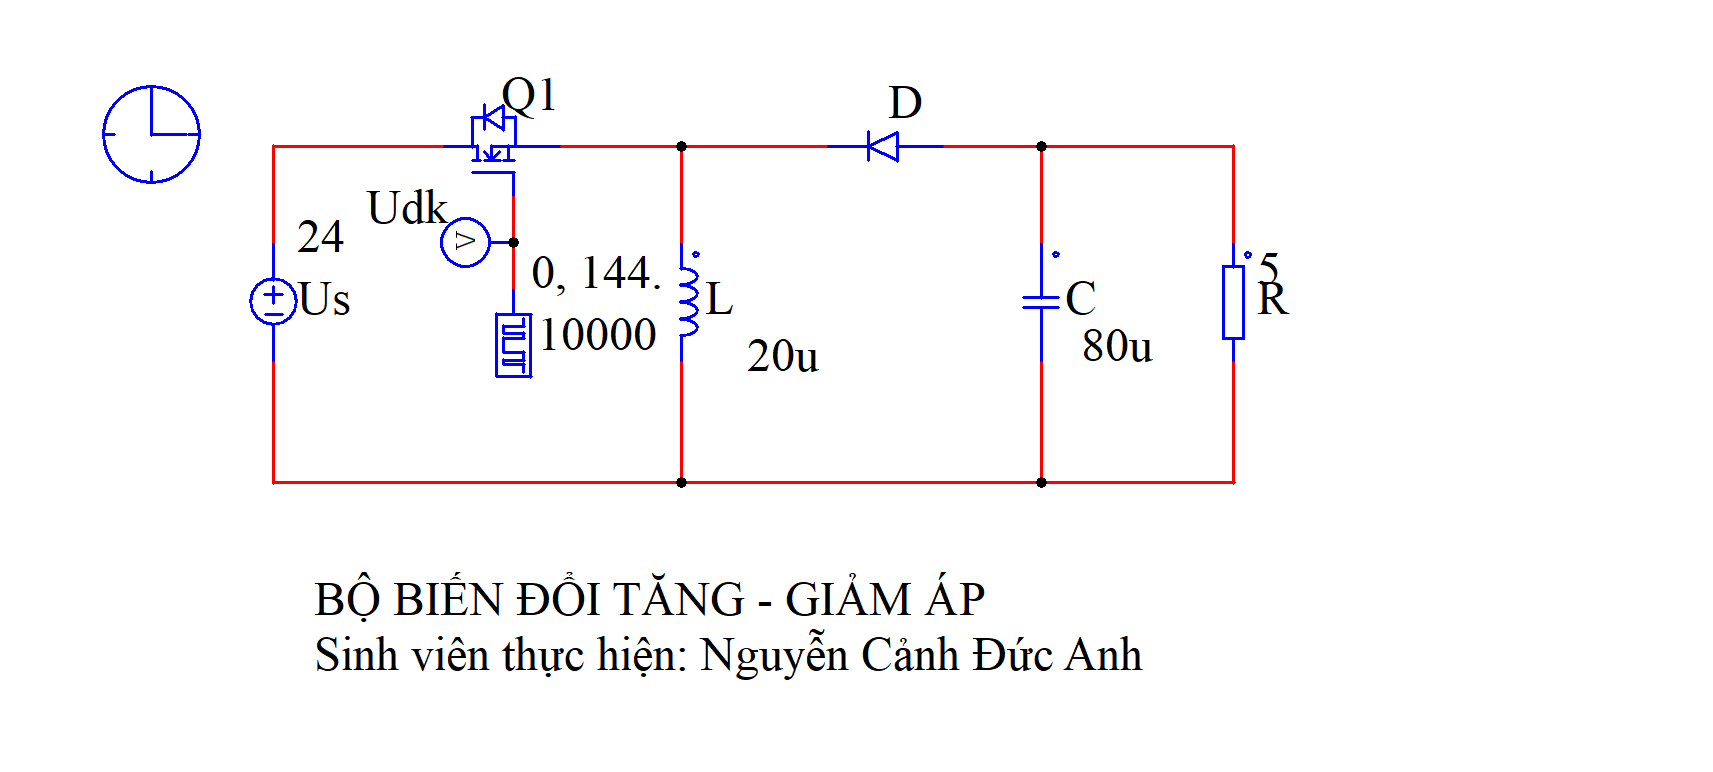 Q1
D
Udk
V
24
Us
0, 144.
10000
L
20u
C
80u
5
R
BỘ BIẾN ĐỔI TĂNG - GIẢM ÁP
Sinh viên thực hiện: Nguyễn Cảnh Đức Anh